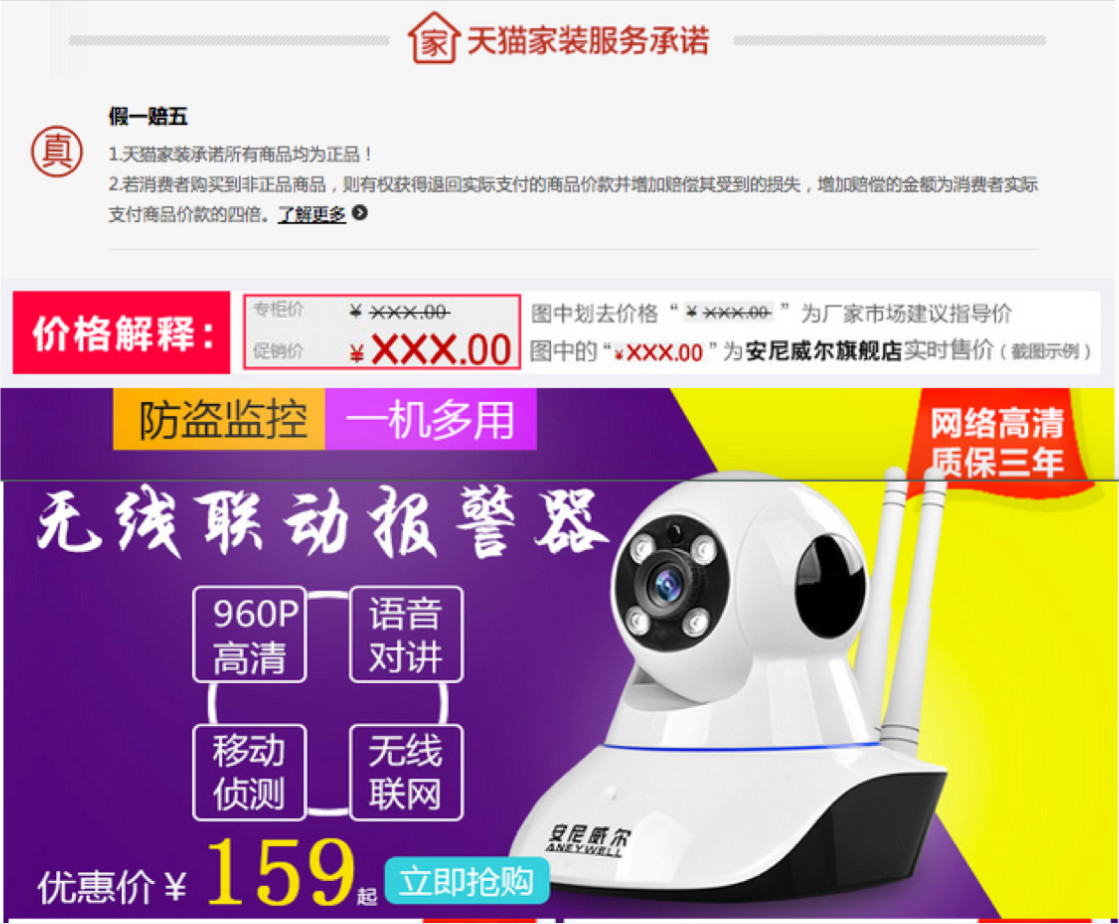 家 天猫家装服务承诺
真
假一赔五
1.天猫家装承诺所有商品均为正品！
2.若消费者购买到非正品商品，则有权获得退回实际支付的商品价款并增加赔偿其受到的损失，增加赔偿的金额为消费者实际
支付商品价款的四倍。了解更多
价格解释：
专柜价 ￥ XXX.00
促销价 ￥XXX.00
图中划去价格“￥XXX.00”为厂家市场建议指导价
图中的“￥XXX.00”为安尼威尔旗舰店实时售价（截图示例）
防盗监控 一机多用
网络高清
质保三年
无线联动报警器
960P
高清
语音
对讲
移动
侦测
无线
联网
安尼威尔
ANEYWELL
优惠价￥159起 立即抢购